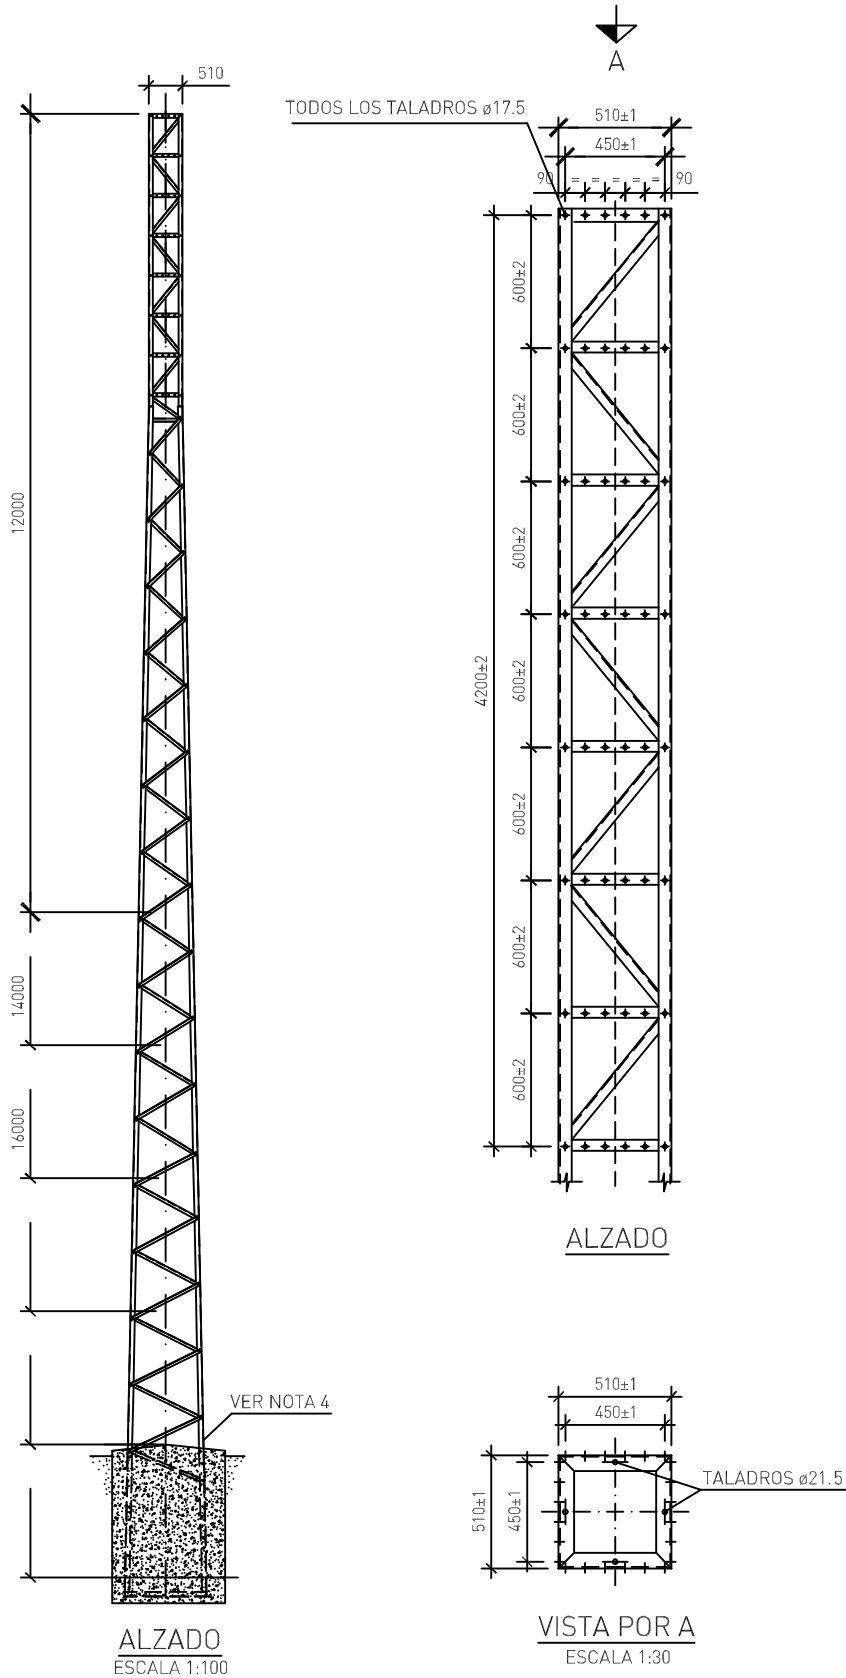 510
A
TODOS LOS TALADROS ø17.5
510±1
450±1
90 = = = = = 90
600±2
600±2
600±2
12000
4200±2
600±2
600±2
600±2
14000
600±2
16000
ALZADO
510±1
VER NOTA 4
450±1
TALADROS ø21.5
510±1
450±1
ALZADO
ESCALA 1:100
VISTA POR A
ESCALA 1:30